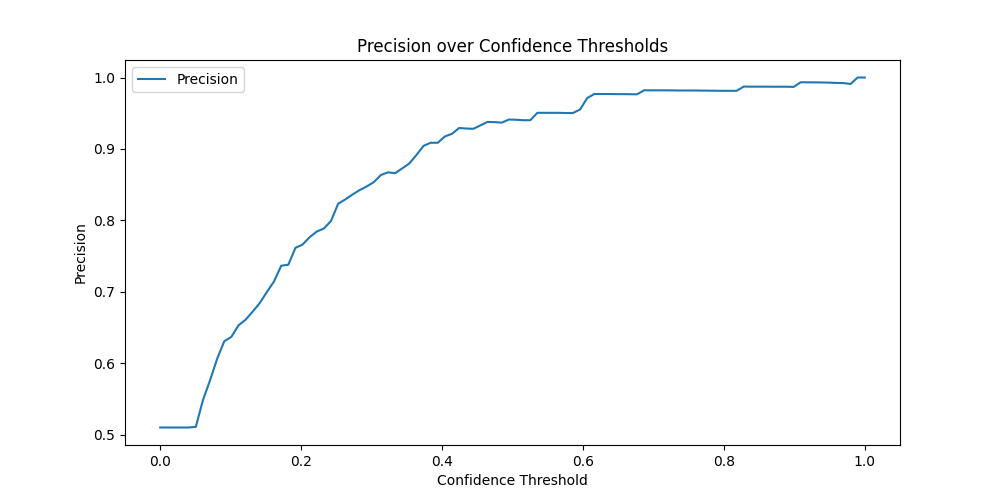 Precision over Confidence Thresholds
Precision
1.0
0.9
0.8
0.7
0.6
0.5
Precision
0.0 0.2 0.4 0.6 0.8 1.0
Confidence Threshold